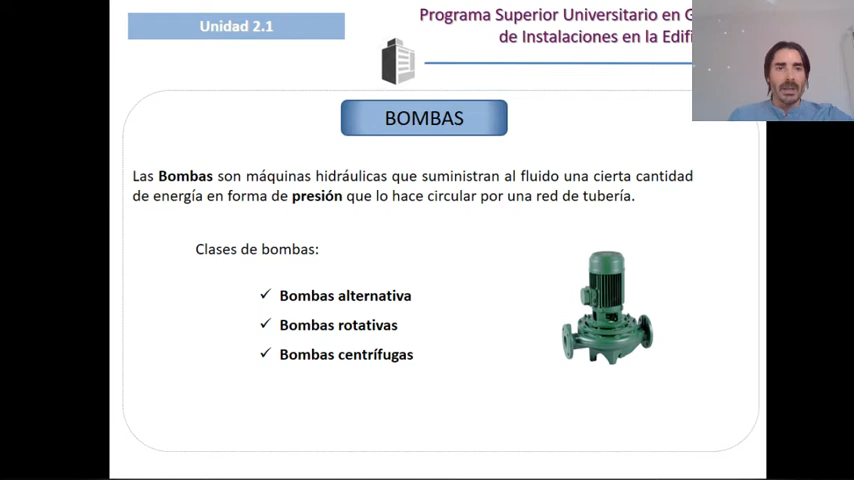 Unidad 2.1
Programa Superior Universitario en G
de Instalaciones en la Edifi
BOMBAS
Las Bombas son máquinas hidráulicas que suministran al fluido una cierta cantidad
de energía en forma de presión que lo hace circular por una red de tubería.
Clases de bombas:
✓ Bombas alternativa
✓ Bombas rotativas
✓ Bombas centrífugas